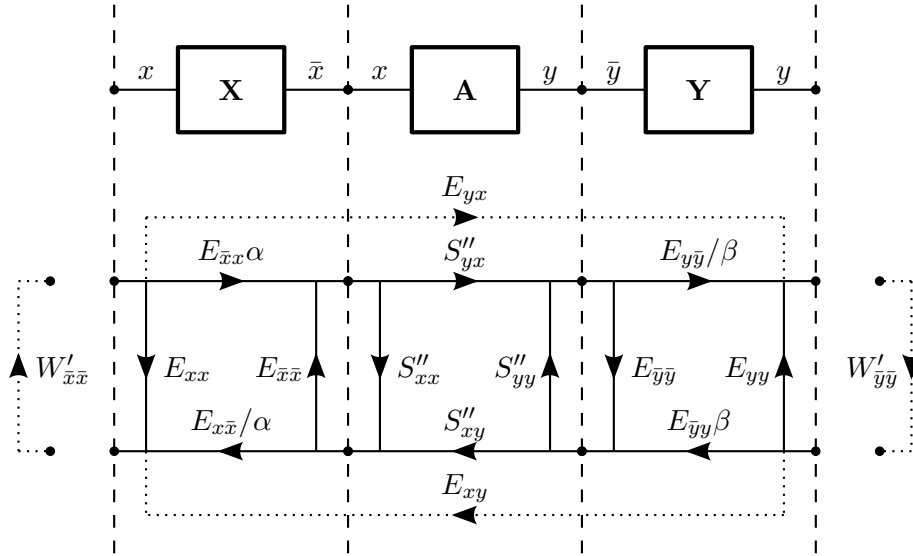 x X x̄ x A y ȳ Y y
E_{yx}
E_{x̄x}α S''_{yx} E_{yȳ}/β
W'_{x̄x̄} E_{xx} E_{x̄x̄} S''_{xx} S''_{yy} E_{ȳȳ} E_{yy} W'_{ȳȳ}
E_{xx̄}/α S''_{xy} E_{ȳy}β
E_{xy}